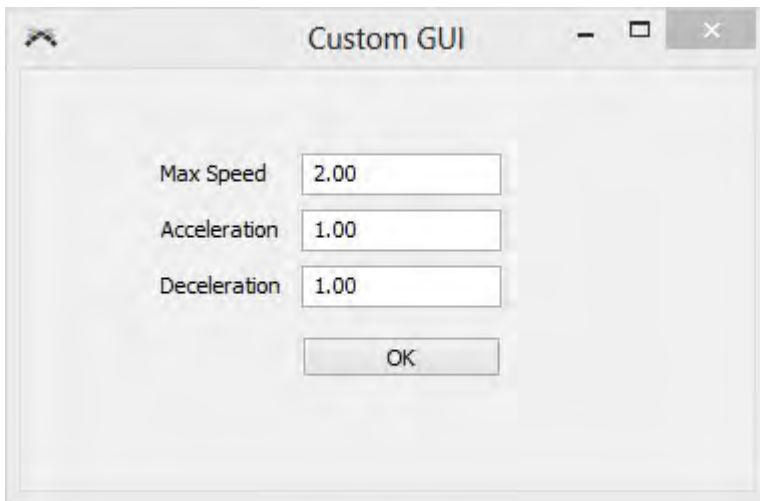 Custom GUI
Max Speed 2.00
Acceleration 1.00
Deceleration 1.00
OK